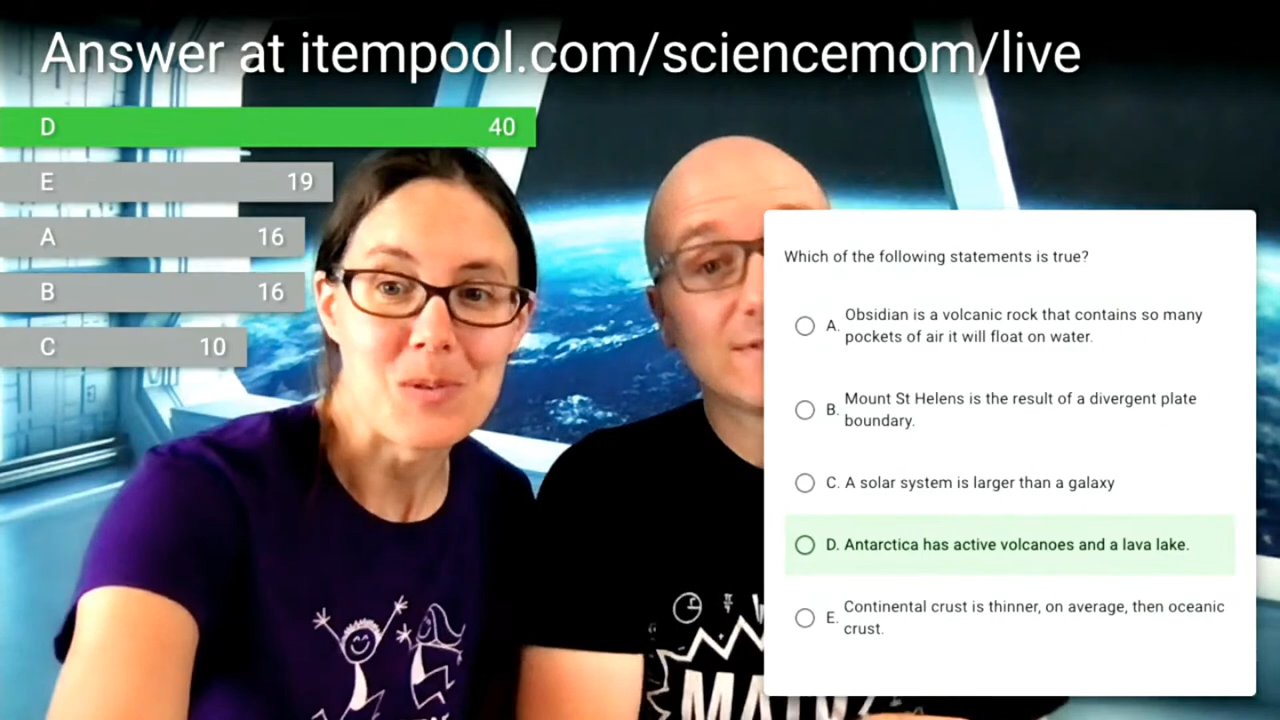 Answer at itempool.com/sciencemom/live
D 40
E 19
A 16
B 16
C 10
Which of the following statements is true?
A. Obsidian is a volcanic rock that contains so many
pockets of air it will float on water.
B. Mount St Helens is the result of a divergent plate
boundary.
C. A solar system is larger than a galaxy
D. Antarctica has active volcanoes and a lava lake.
E. Continental crust is thinner, on average, then oceanic
crust.